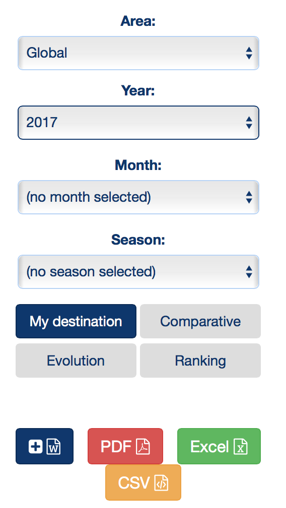 Area:
Global
Year:
2017
Month:
(no month selected)
Season:
(no season selected)
My destination Comparative
Evolution Ranking
W PDF Excel X
CSV